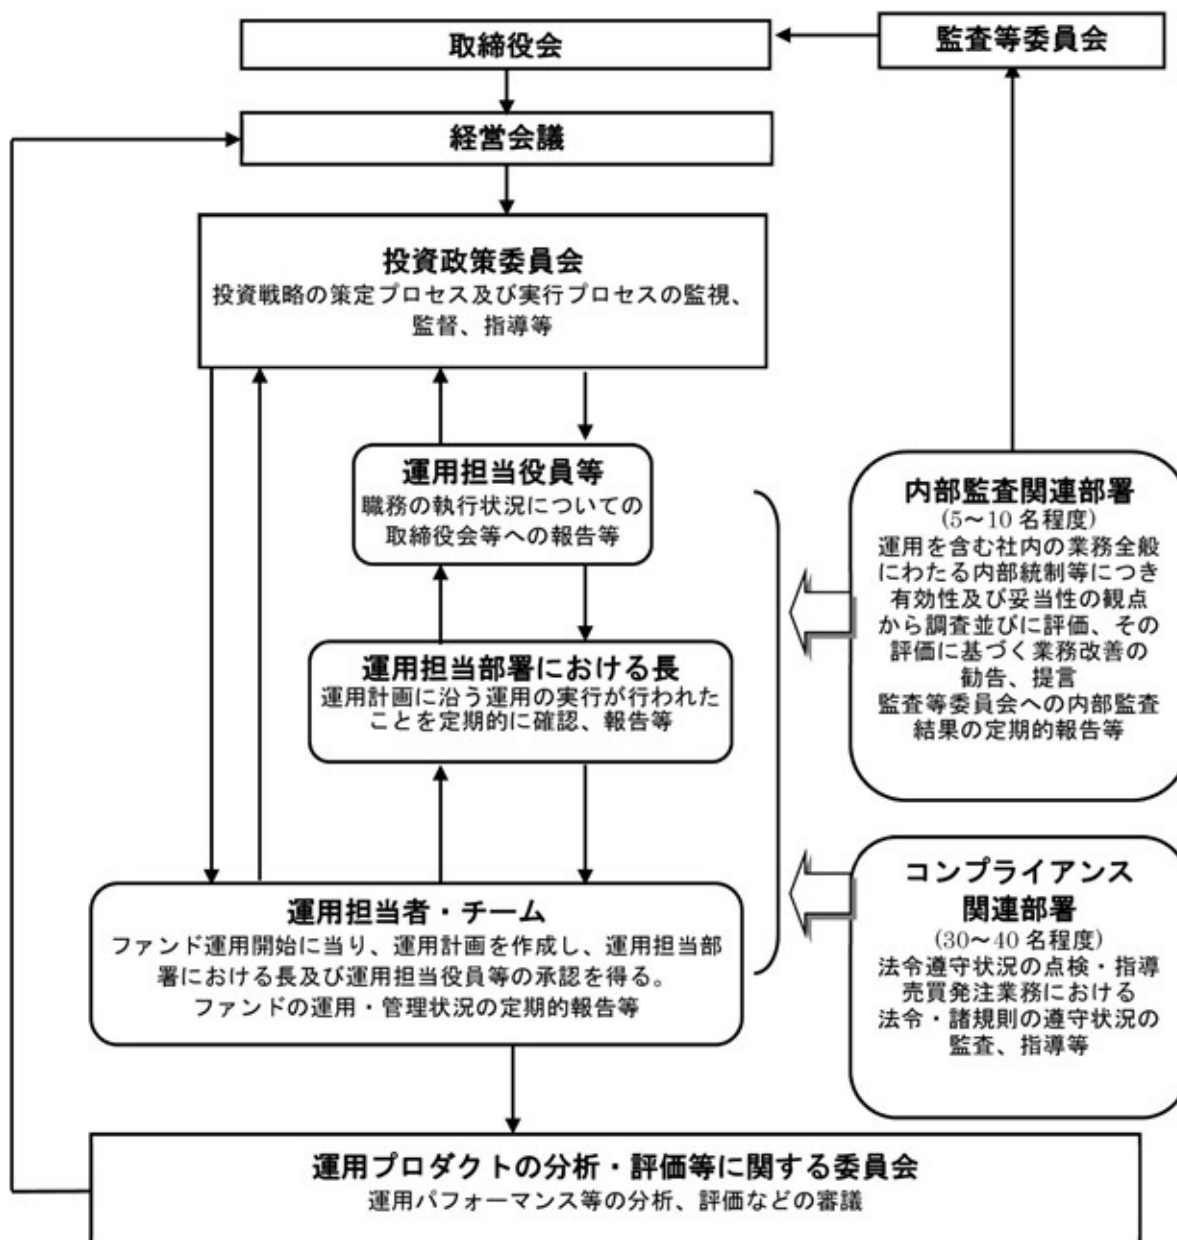 取締役会
監査等委員会
経営会議
投資政策委員会
投資戦略の策定プロセス及び実行プロセスの監視、
監督、指導等
運用担当役員等
職務の執行状況についての
取締役会等への報告等
運用担当部署における長
運用計画に沿う運用の実行が行われた
ことを定期的に確認、報告等
運用担当者・チーム
ファンド運用開始に当り、運用計画を作成し、運用担当部
署における長及び運用担当役員等の承認を得る。
ファンドの運用・管理状況の定期的報告等
内部監査関連部署
(5~10 名程度)
運用を含む社内の業務全般
にわたる内部統制等につき
有効性及び妥当性の観点
から調査並びに評価、その
評価に基づく業務改善の
勧告、提言
監査等委員会への内部監査
結果の定期的報告等
コンプライアンス
関連部署
(30~40 名程度)
法令遵守状況の点検・指導
売買発注業務における
法令・諸規則の遵守状況の
監査、指導等
運用プロダクトの分析・評価等に関する委員会
運用パフォーマンス等の分析、評価などの審議